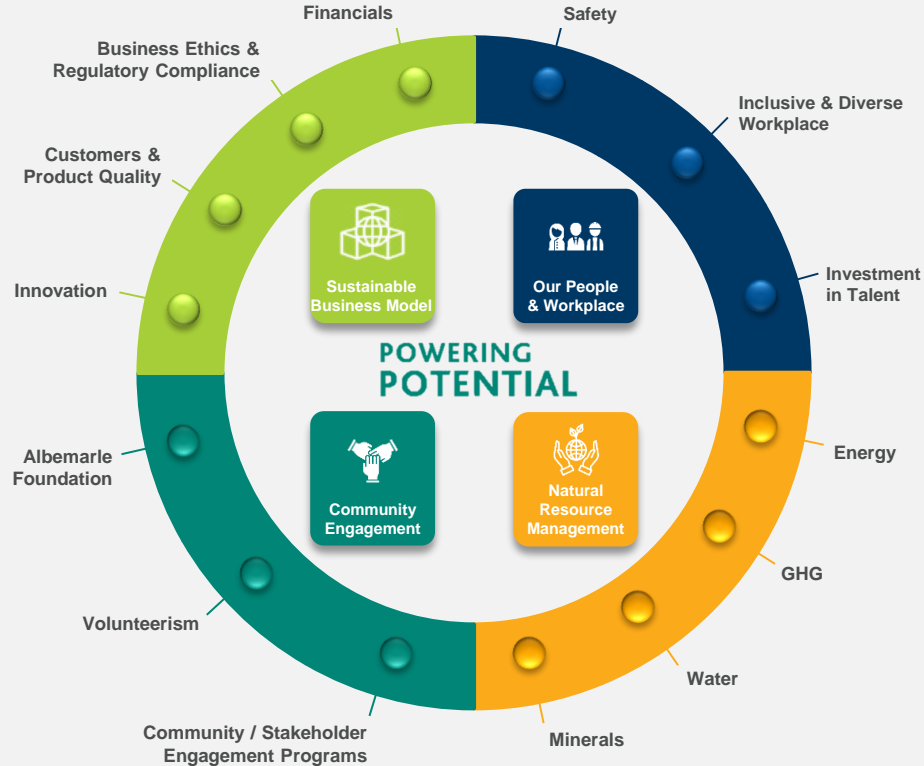 Financials
Safety
Business Ethics &
Regulatory Compliance
Inclusive & Diverse
Workplace
Customers &
Product Quality
Investment
in Talent
Innovation
Sustainable
Business Model
Our People
& Workplace
POWERING
POTENTIAL
Community
Engagement
Natural
Resource
Management
Albemarle
Foundation
Energy
GHG
Volunteerism
Water
Community / Stakeholder
Engagement Programs
Minerals